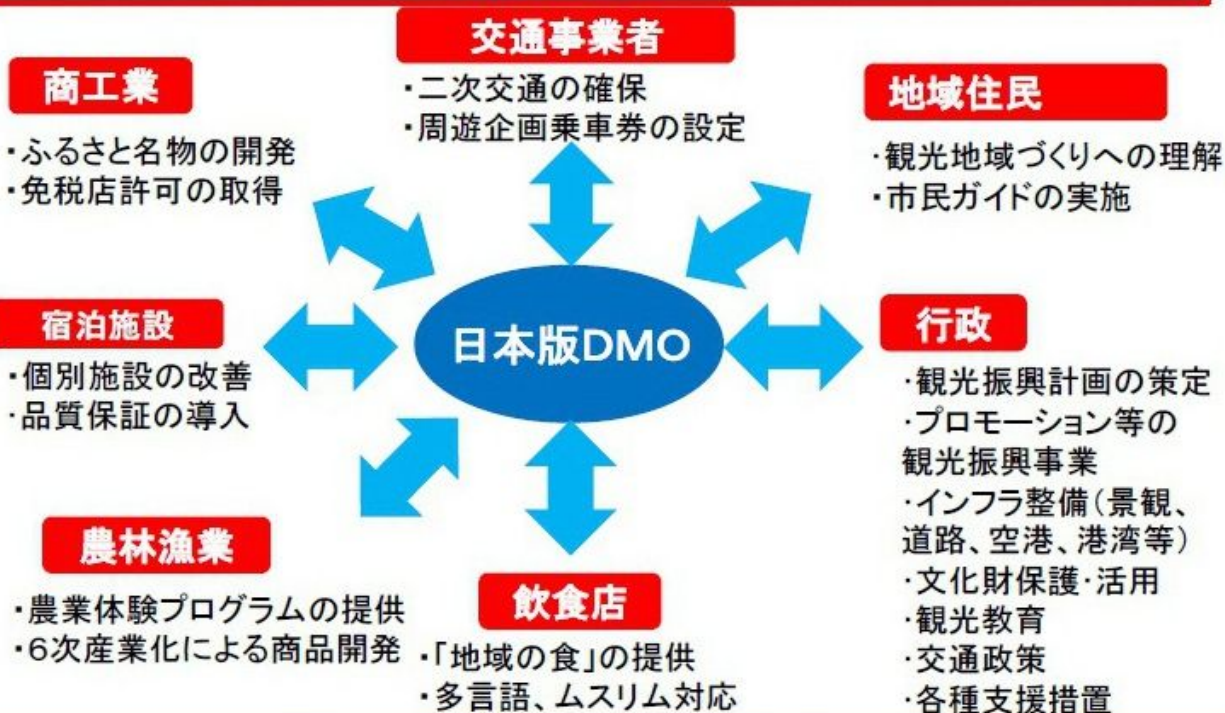 交通事業者
・二次交通の確保
・周遊企画乗車券の設定
商工業
・ふるさと名物の開発
・免税店許可の取得
地域住民
・観光地域づくりへの理解
・市民ガイドの実施
宿泊施設
・個別施設の改善
・品質保証の導入
日本版DMO
行政
・観光振興計画の策定
・プロモーション等の
観光振興事業
・インフラ整備(景観、
道路、空港、港湾等)
・文化財保護・活用
・観光教育
・交通政策
・各種支援措置
農林漁業
・農業体験プログラムの提供
・6次産業化による商品開発
飲食店
・「地域の食」の提供
・多言語、ムスリム対応